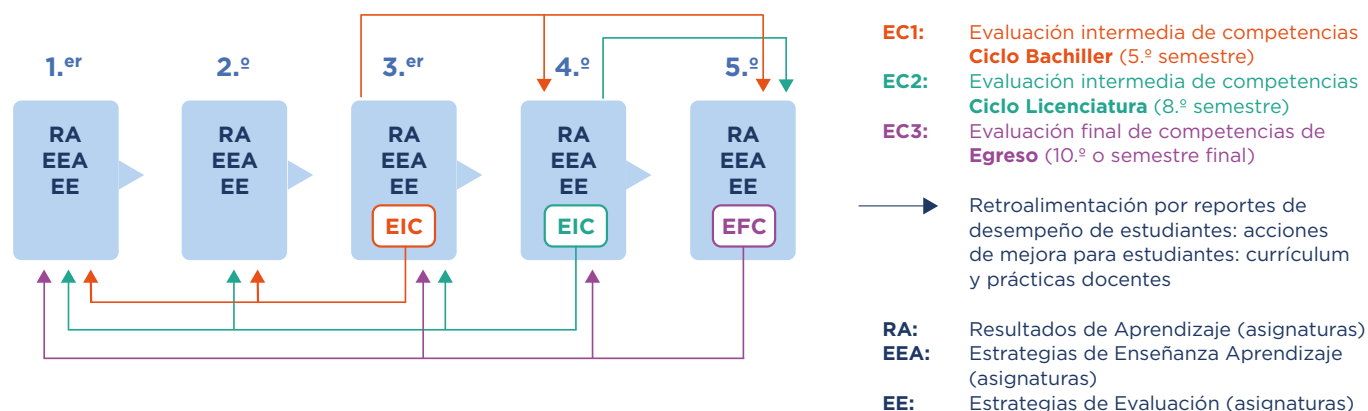 1.er 2.º 3.er 4.º 5.º
RA RA RA RA RA
EEA EEA EEA EEA EEA
EE EE EE EE EE
EIC EIC EFC
EC1: Evaluación intermedia de competencias
Ciclo Bachiller (5.º semestre)
EC2: Evaluación intermedia de competencias
Ciclo Licenciatura (8.º semestre)
EC3: Evaluación final de competencias de
Egreso (10.º o semestre final)
Retroalimentación por reportes de
desempeño de estudiantes: acciones
de mejora para estudiantes: currículum
y prácticas docentes
RA: Resultados de Aprendizaje (asignaturas)
EEA: Estrategias de Enseñanza Aprendizaje
(asignaturas)
EE: Estrategias de Evaluación (asignaturas)